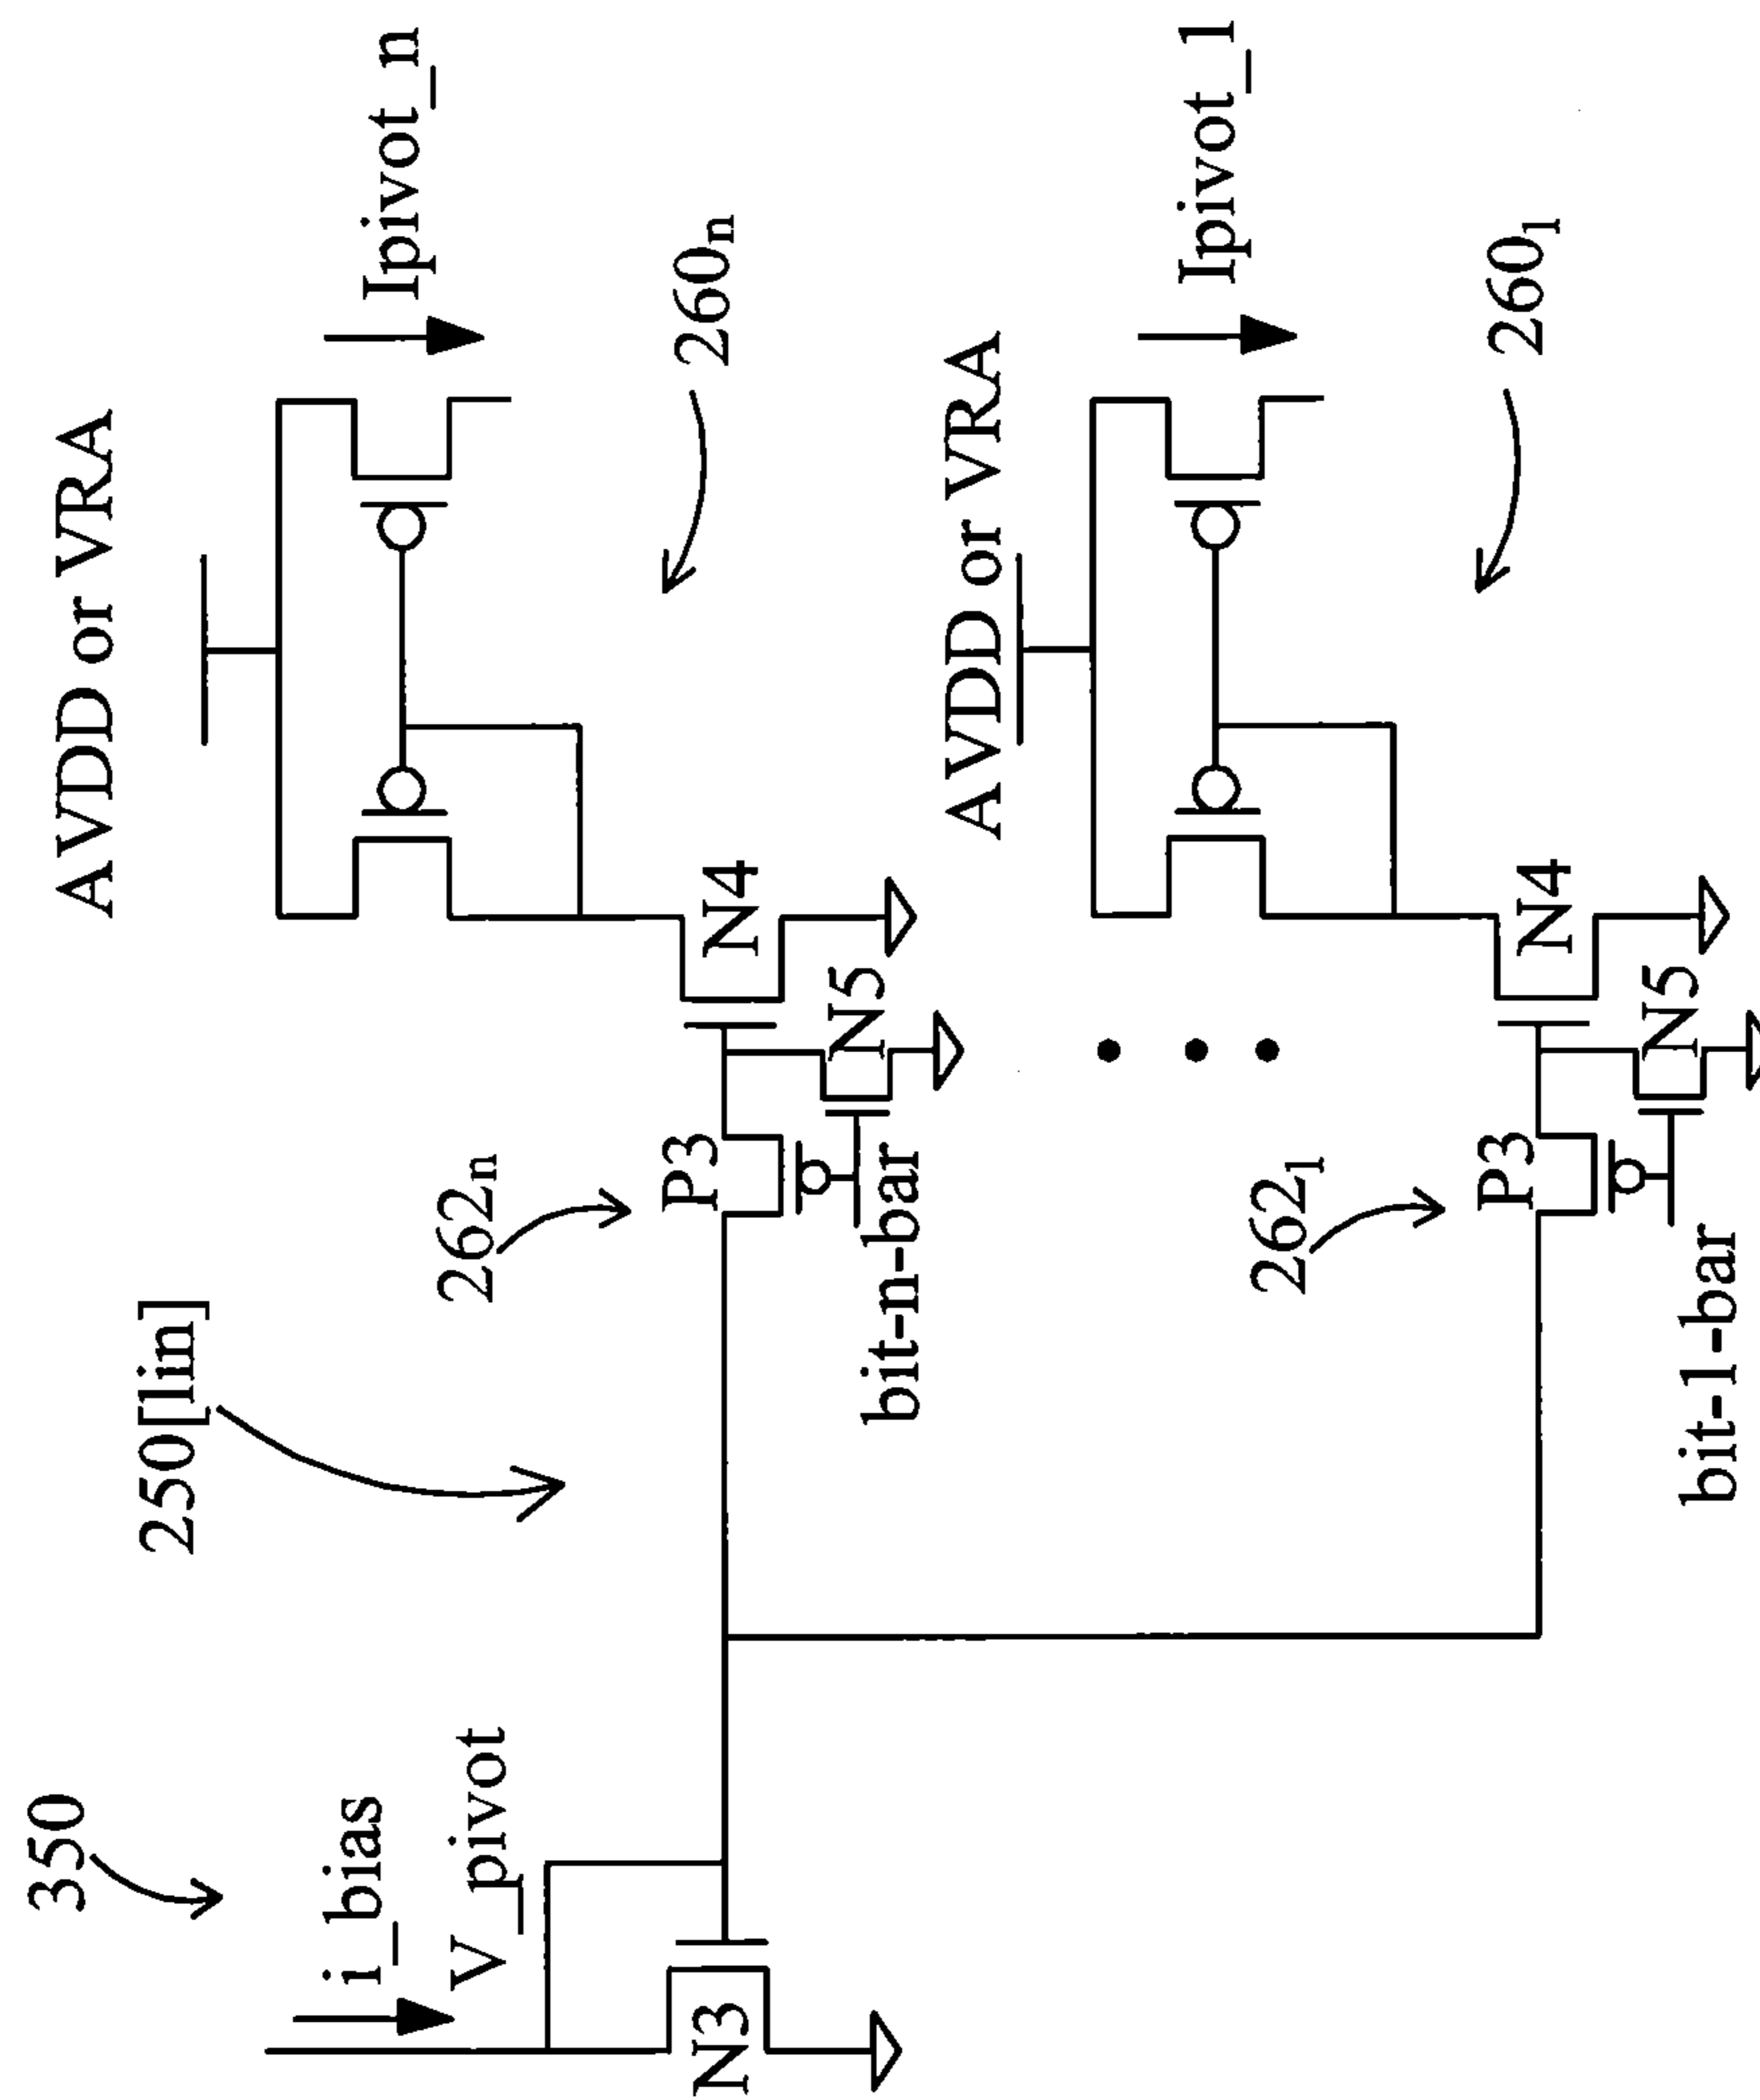 350
i_bias
V_pivot
N3
250[lin]
262n
P3
bit-n-bar
N5
N4
AVDD or VRA
Ipivot_n
260n
2621
P3
bit-1-bar
N5
N4
AVDD or VRA
Ipivot_1
2601